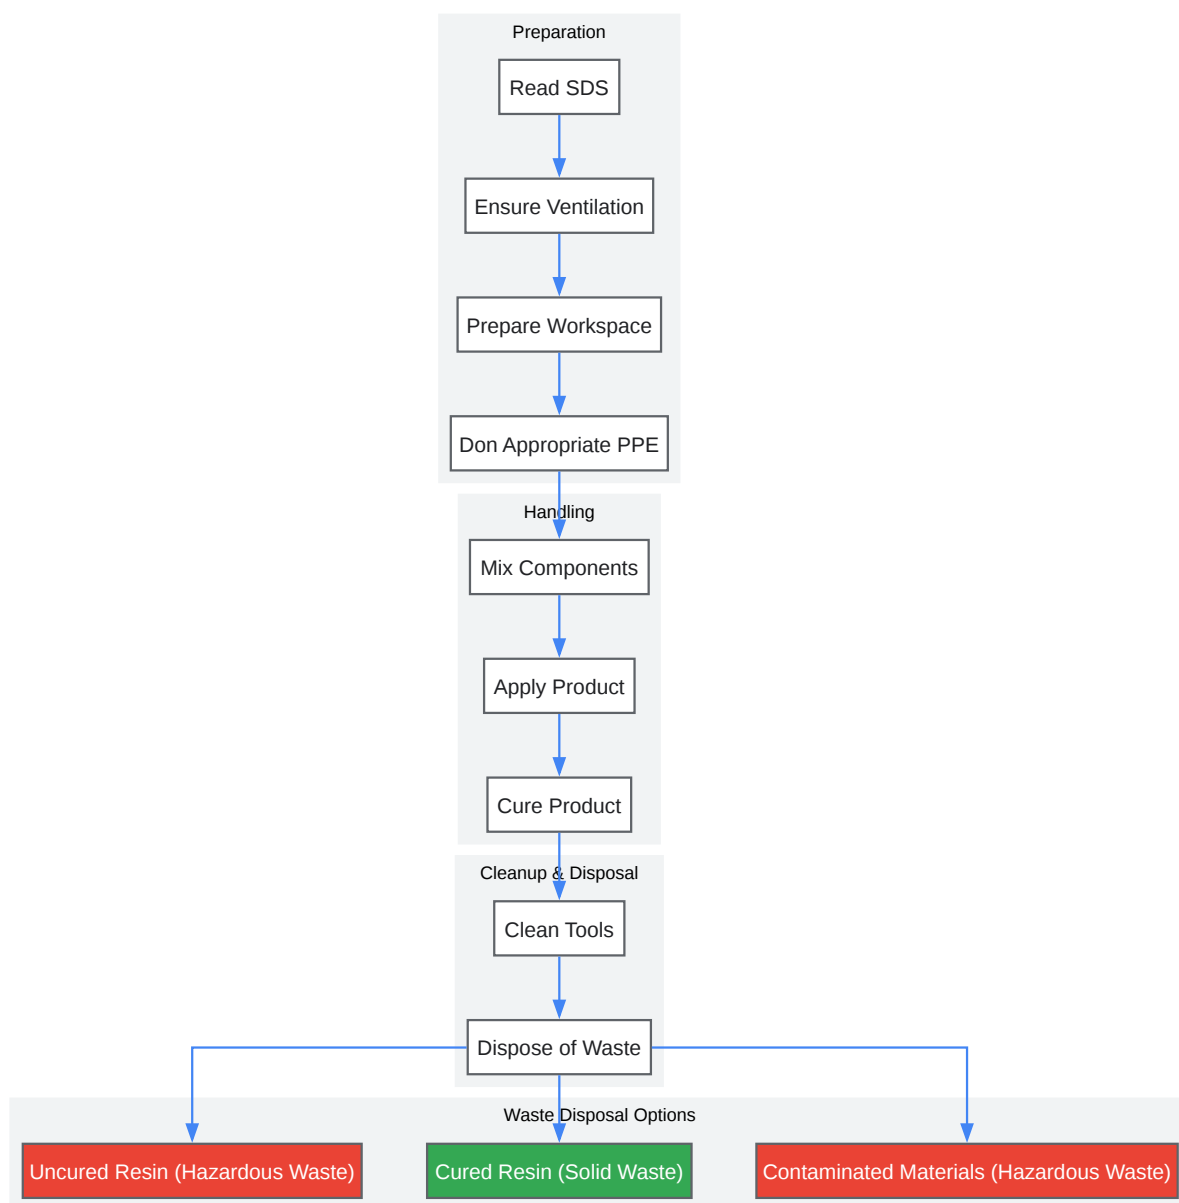 Preparation
Read SDS
Ensure Ventilation
Prepare Workspace
Don Appropriate PPE
Handling
Mix Components
Apply Product
Cure Product
Cleanup & Disposal
Clean Tools
Dispose of Waste
Waste Disposal Options
Uncured Resin (Hazardous Waste)
Cured Resin (Solid Waste)
Contaminated Materials (Hazardous Waste)